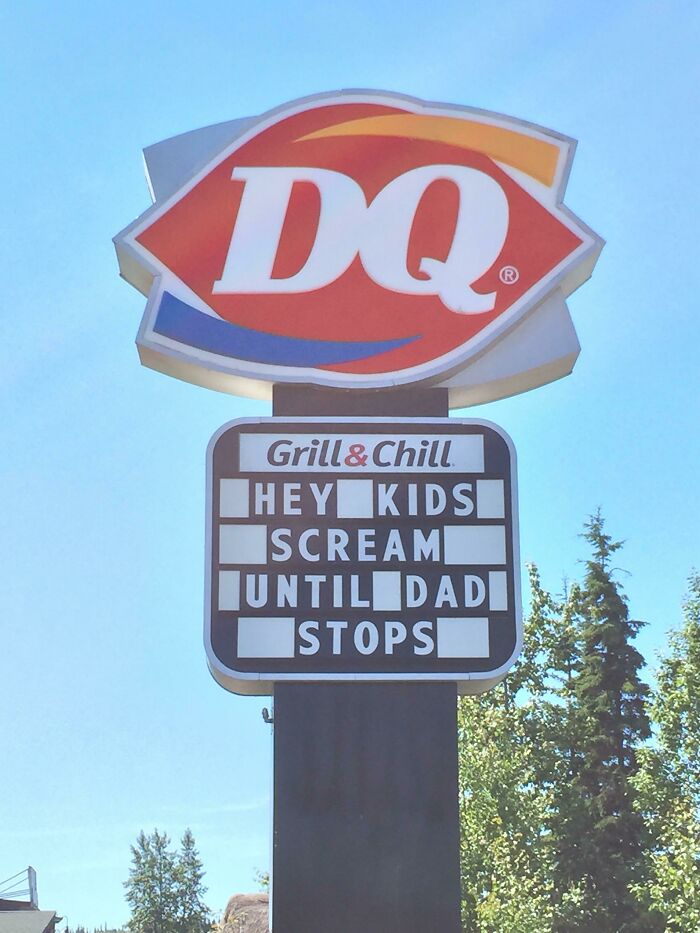 DQ®
Grill&Chill
HEY KIDS
SCREAM
UNTIL DAD
STOPS